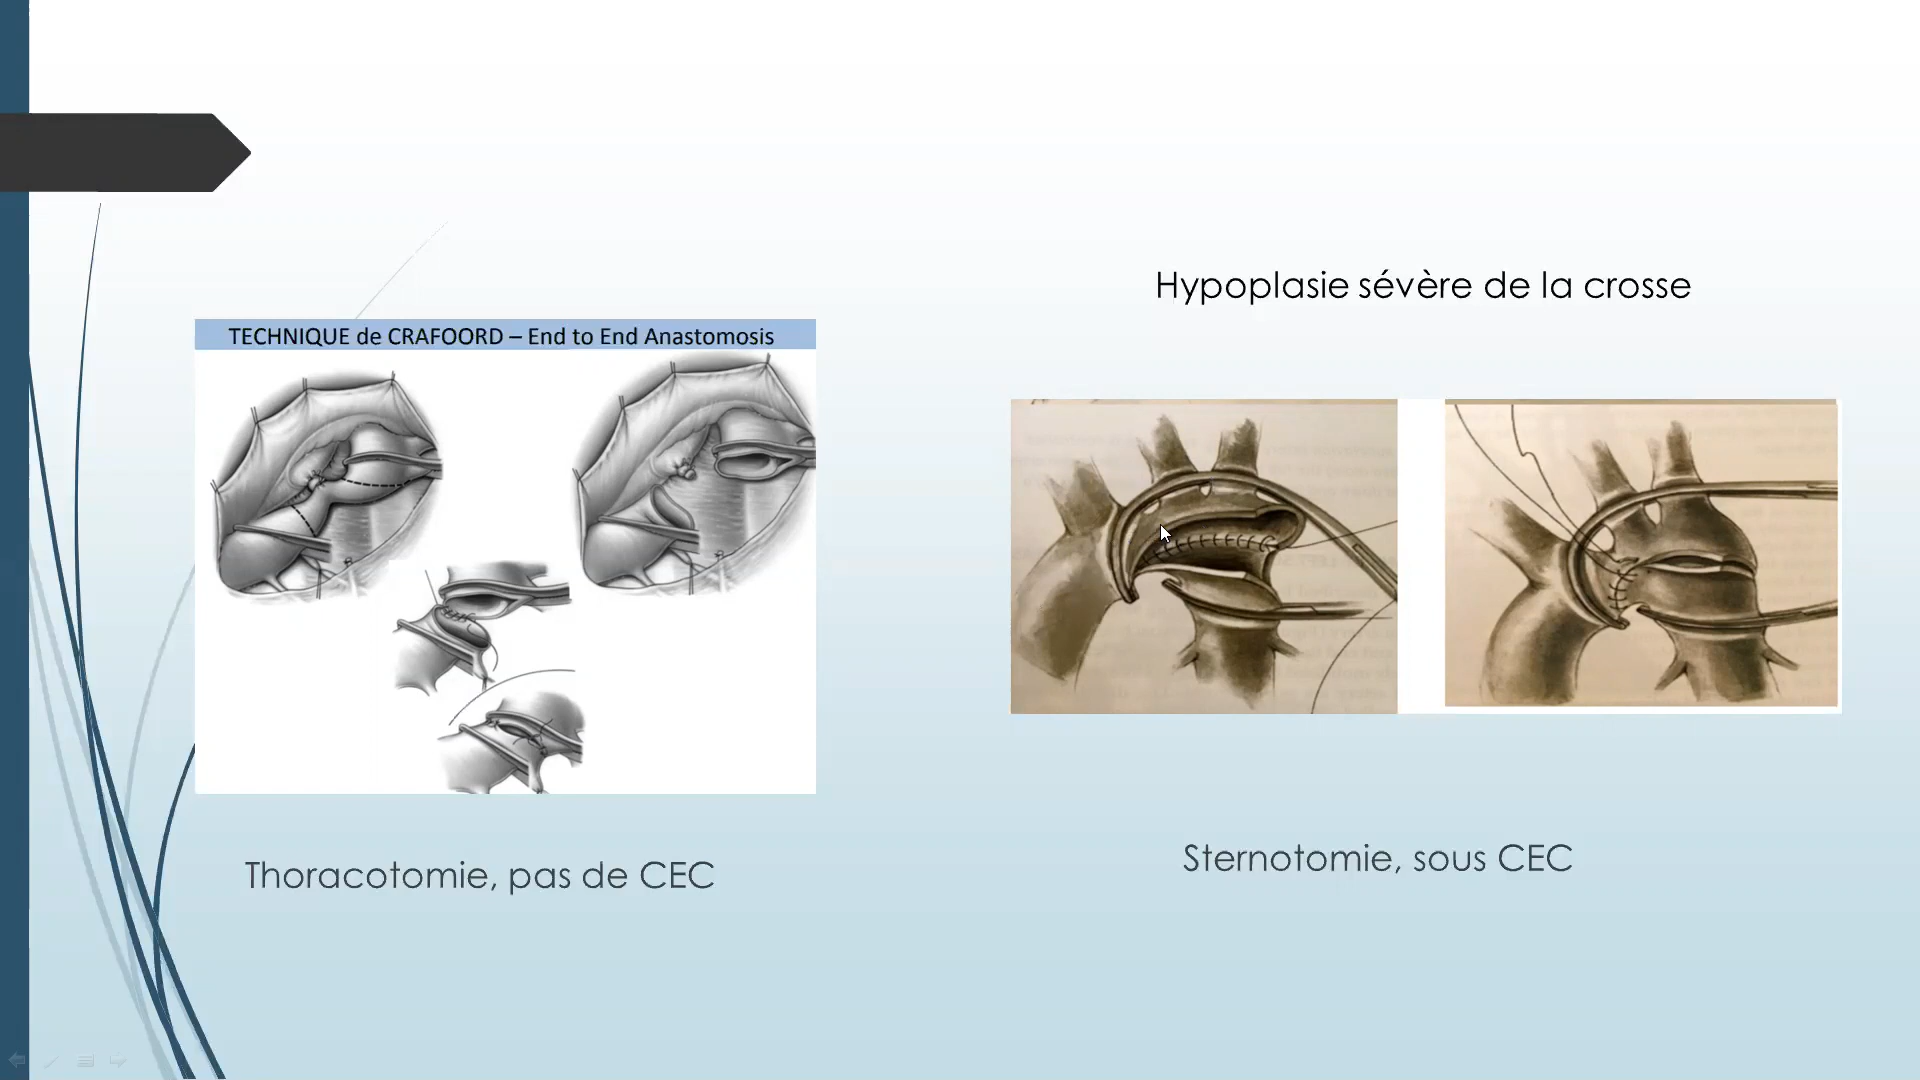 Hypoplasie sévère de la crosse
TECHNIQUE de CRAFOORD – End to End Anastomosis
Thoracotomie, pas de CEC
Sternotomie, sous CEC